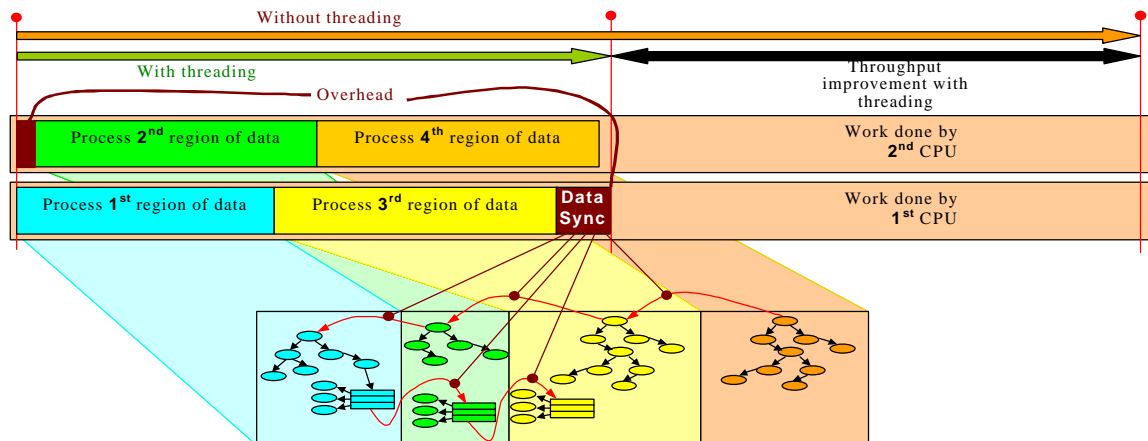 Without threading
With threading
Throughput
improvement with
threading
Overhead
Process 2nd region of data
Process 4th region of data
Work done by
2nd CPU
Process 1st region of data
Process 3rd region of data
Data
Sync
Work done by
1st CPU